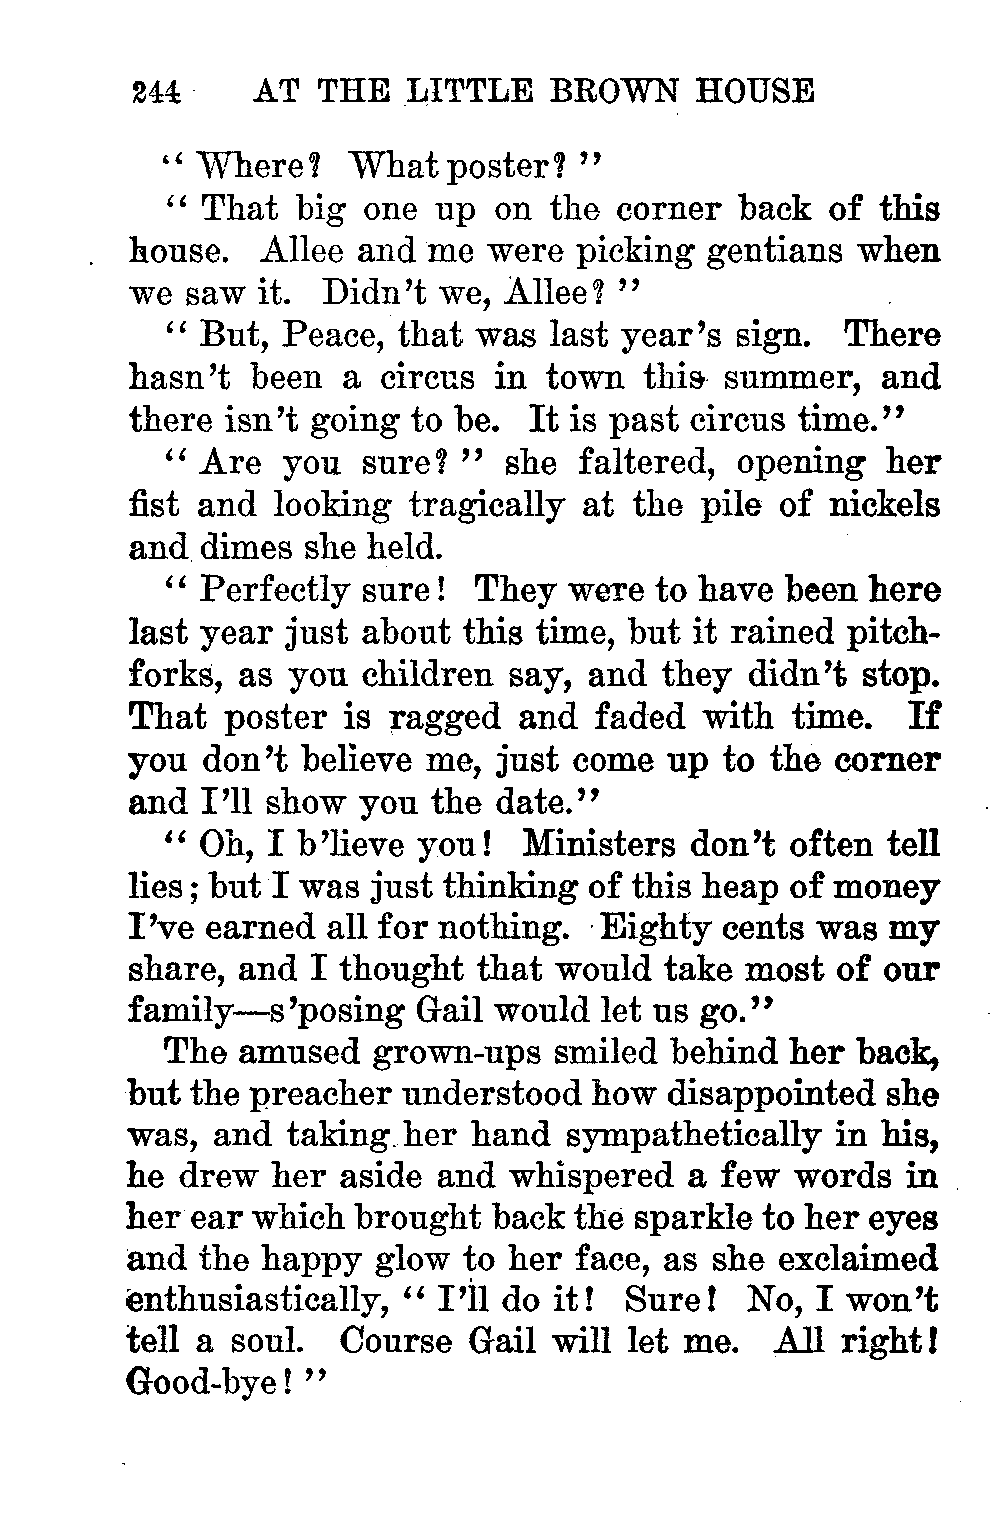 244 AT THE LITTLE BROWN HOUSE
“ Where? What poster? ”
“ That big one up on the corner back of this
house. Allee and me were picking gentians when
we saw it. Didn’t we, Allee? ”
“ But, Peace, that was last year’s sign. There
hasn’t been a circus in town this summer, and
there isn’t going to be. It is past circus time.”
“ Are you sure? ” she faltered, opening her
fist and looking tragically at the pile of nickels
and dimes she held.
“ Perfectly sure! They were to have been here
last year just about this time, but it rained pitch-
forks, as you children say, and they didn’t stop.
That poster is ragged and faded with time. If
you don’t believe me, just come up to the corner
and I’ll show you the date.”
“ Oh, I b’lieve you! Ministers don’t often tell
lies; but I was just thinking of this heap of money
I’ve earned all for nothing. Eighty cents was my
share, and I thought that would take most of our
family—s’posing Gail would let us go.”
The amused grown-ups smiled behind her back,
but the preacher understood how disappointed she
was, and taking her hand sympathetically in his,
he drew her aside and whispered a few words in
her ear which brought back the sparkle to her eyes
and the happy glow to her face, as she exclaimed
enthusiastically, “ I’ll do it! Sure! No, I won’t
tell a soul. Course Gail will let me. All right!
Good-bye! ”